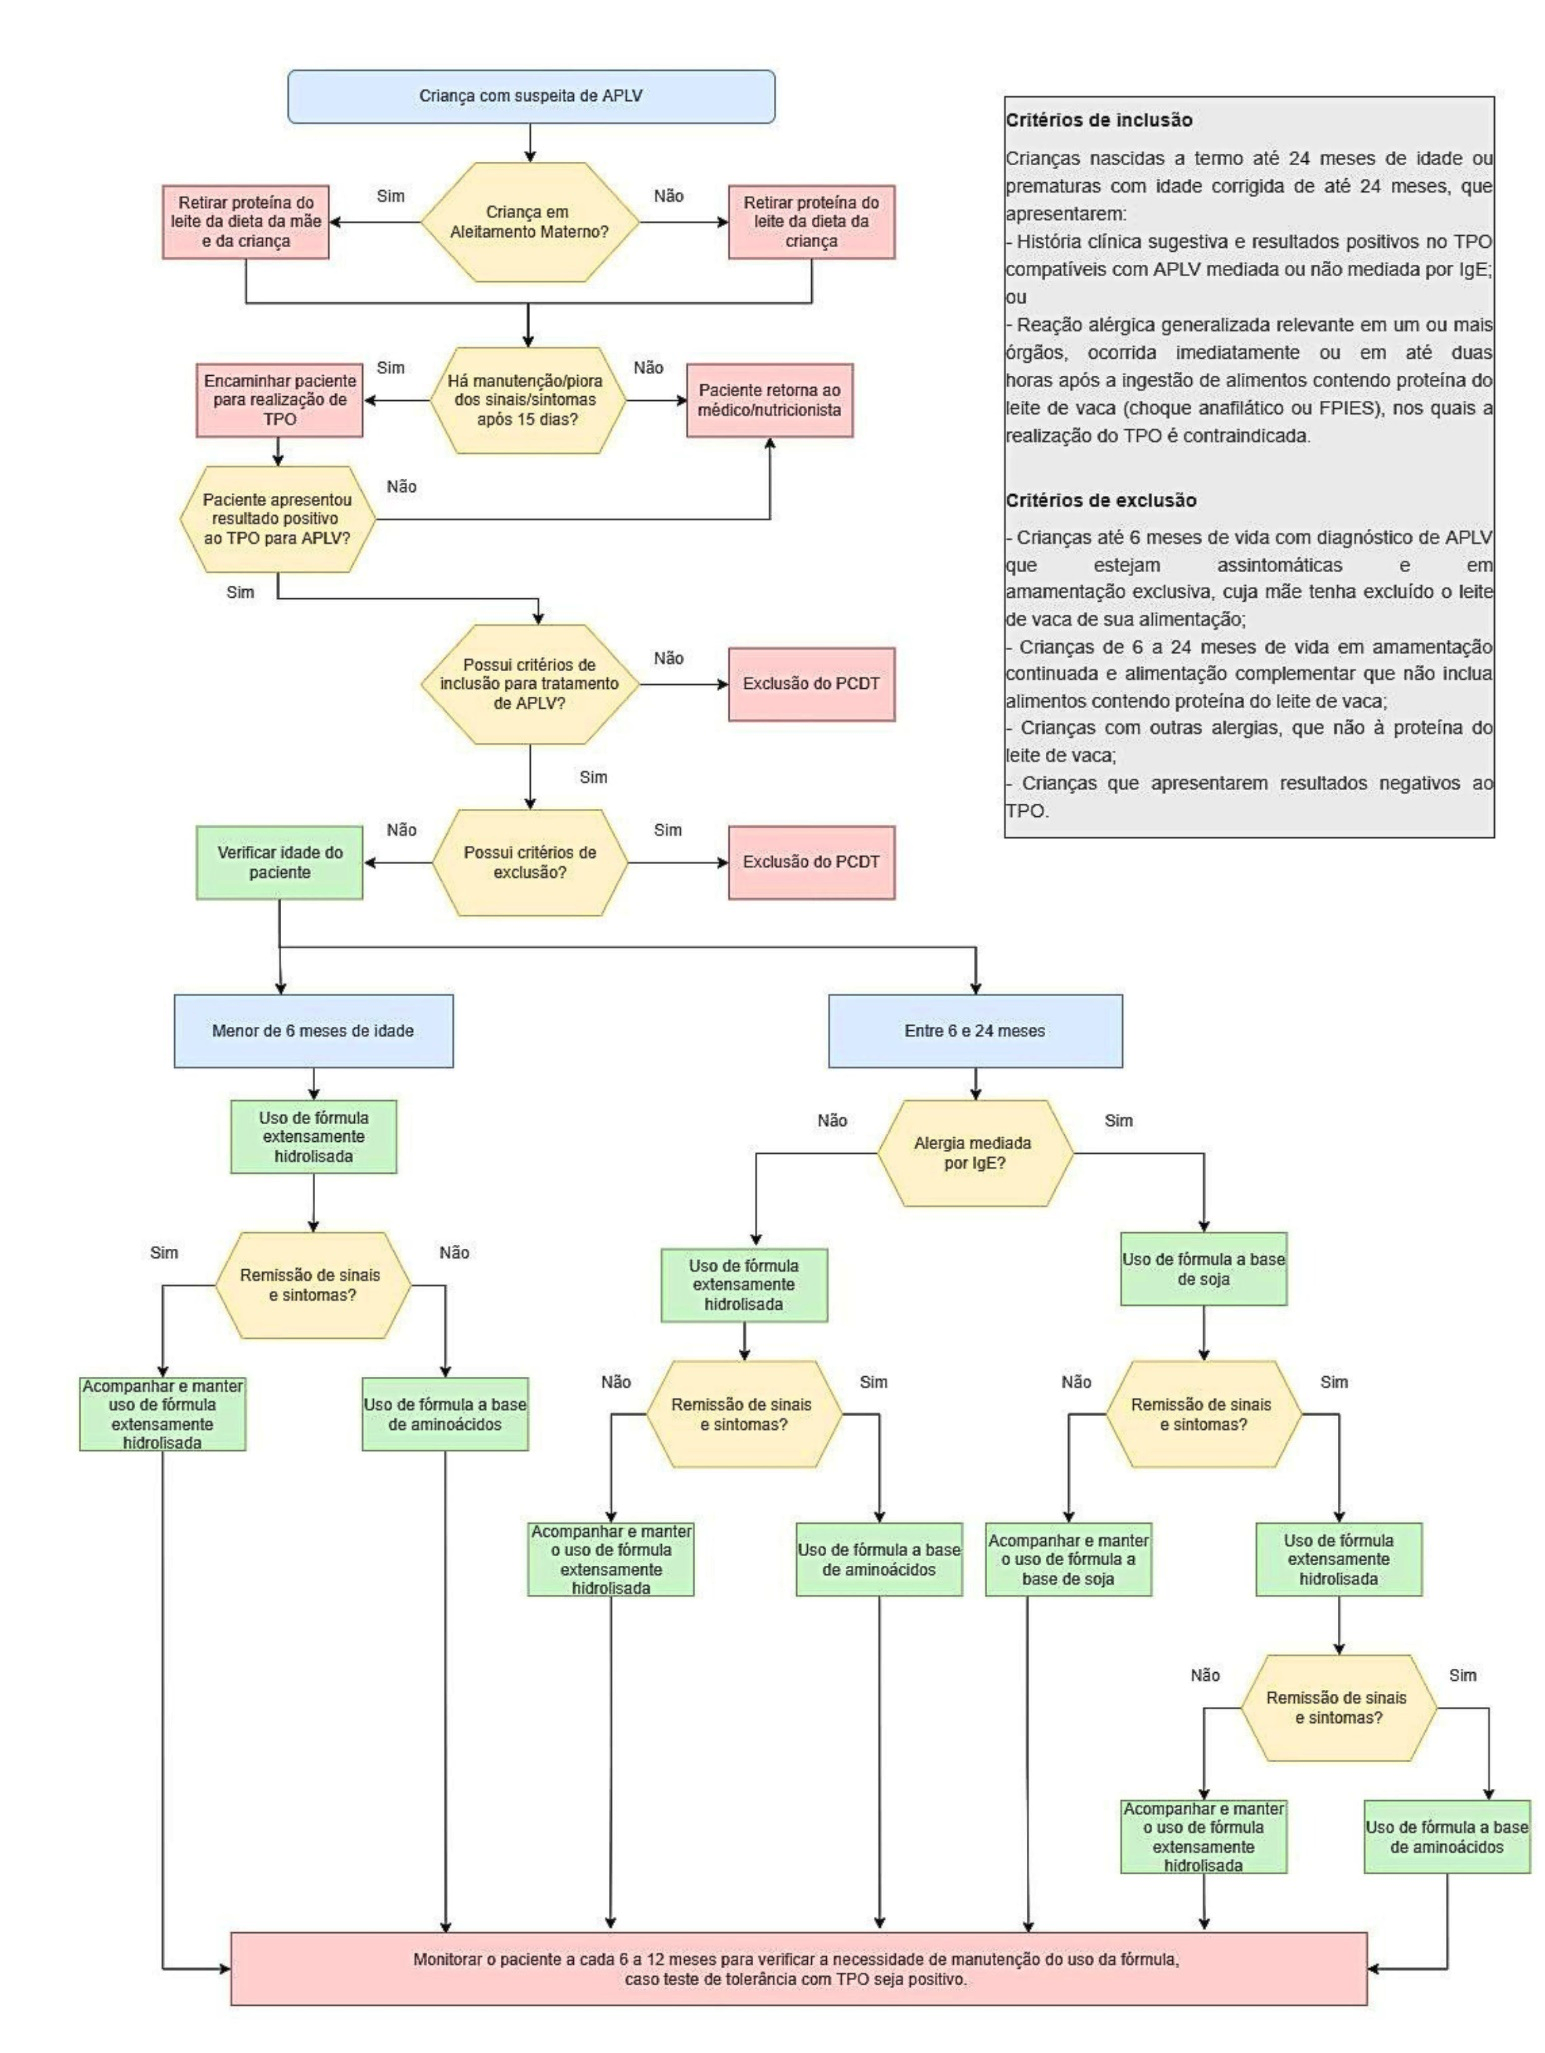 Criança com suspeita de APLV
Sim
Não
Retirar proteína do
leite da dieta da mãe
e da criança
Criança em
Aleitamento Materno?
Retirar proteína do
leite da dieta da
criança
Sim
Não
Encaminhar paciente
para realização de
TPO
Há manutenção/piora
dos sinais/sintomas
após 15 dias?
Paciente retorna ao
médico/nutricionista
Paciente apresentou
resultado positivo
ao TPO para APLV?
Não
Sim
Possui critérios de
inclusão para tratamento
de APLV?
Não
Exclusão do PCDT
Sim
Não
Sim
Verificar idade do
paciente
Possui critérios de
exclusão?
Exclusão do PCDT
Critérios de inclusão
Crianças nascidas a termo até 24 meses de idade ou
prematuras com idade corrigida de até 24 meses, que
apresentarem:
- História clínica sugestiva e resultados positivos no TPO
compatíveis com APLV mediada ou não mediada por IgE;
ou
- Reação alérgica generalizada relevante em um ou mais
órgãos, ocorrida imediatamente ou em até duas
horas após a ingestão de alimentos contendo proteína do
leite de vaca (choque anafilático ou FPIES), nos quais a
realização do TPO é contraindicada.
Critérios de exclusão
- Crianças até 6 meses de vida com diagnóstico de APLV
que estejam assintomáticas e em
amamentação exclusiva, cuja mãe tenha excluído o leite
de vaca de sua alimentação;
- Crianças de 6 a 24 meses de vida em amamentação
continuada e alimentação complementar que não inclua
alimentos contendo proteína do leite de vaca;
- Crianças com outras alergias, que não à proteína do
leite de vaca;
- Crianças que apresentarem resultados negativos ao
TPO.
Menor de 6 meses de idade
Uso de fórmula
extensamente
hidrolisada
Sim
Não
Remissão de sinais
e sintomas?
Acompanhar e manter
uso de fórmula
extensamente
hidrolisada
Uso de fórmula a base
de aminoácidos
Entre 6 e 24 meses
Não
Sim
Alergia mediada
por IgE?
Uso de fórmula
extensamente
hidrolisada
Não
Sim
Remissão de sinais
e sintomas?
Acompanhar e manter
o uso de fórmula
extensamente
hidrolisada
Uso de fórmula a base
de aminoácidos
Uso de fórmula a base
de soja
Não
Sim
Remissão de sinais
e sintomas?
Acompanhar e manter
o uso de fórmula a
base de soja
Uso de fórmula
extensamente
hidrolisada
Não
Sim
Remissão de sinais
e sintomas?
Acompanhar e manter
o uso de fórmula
extensamente
hidrolisada
Uso de fórmula a base
de aminoácidos
Monitorar o paciente a cada 6 a 12 meses para verificar a necessidade de manutenção do uso da fórmula,
caso teste de tolerância com TPO seja positivo.